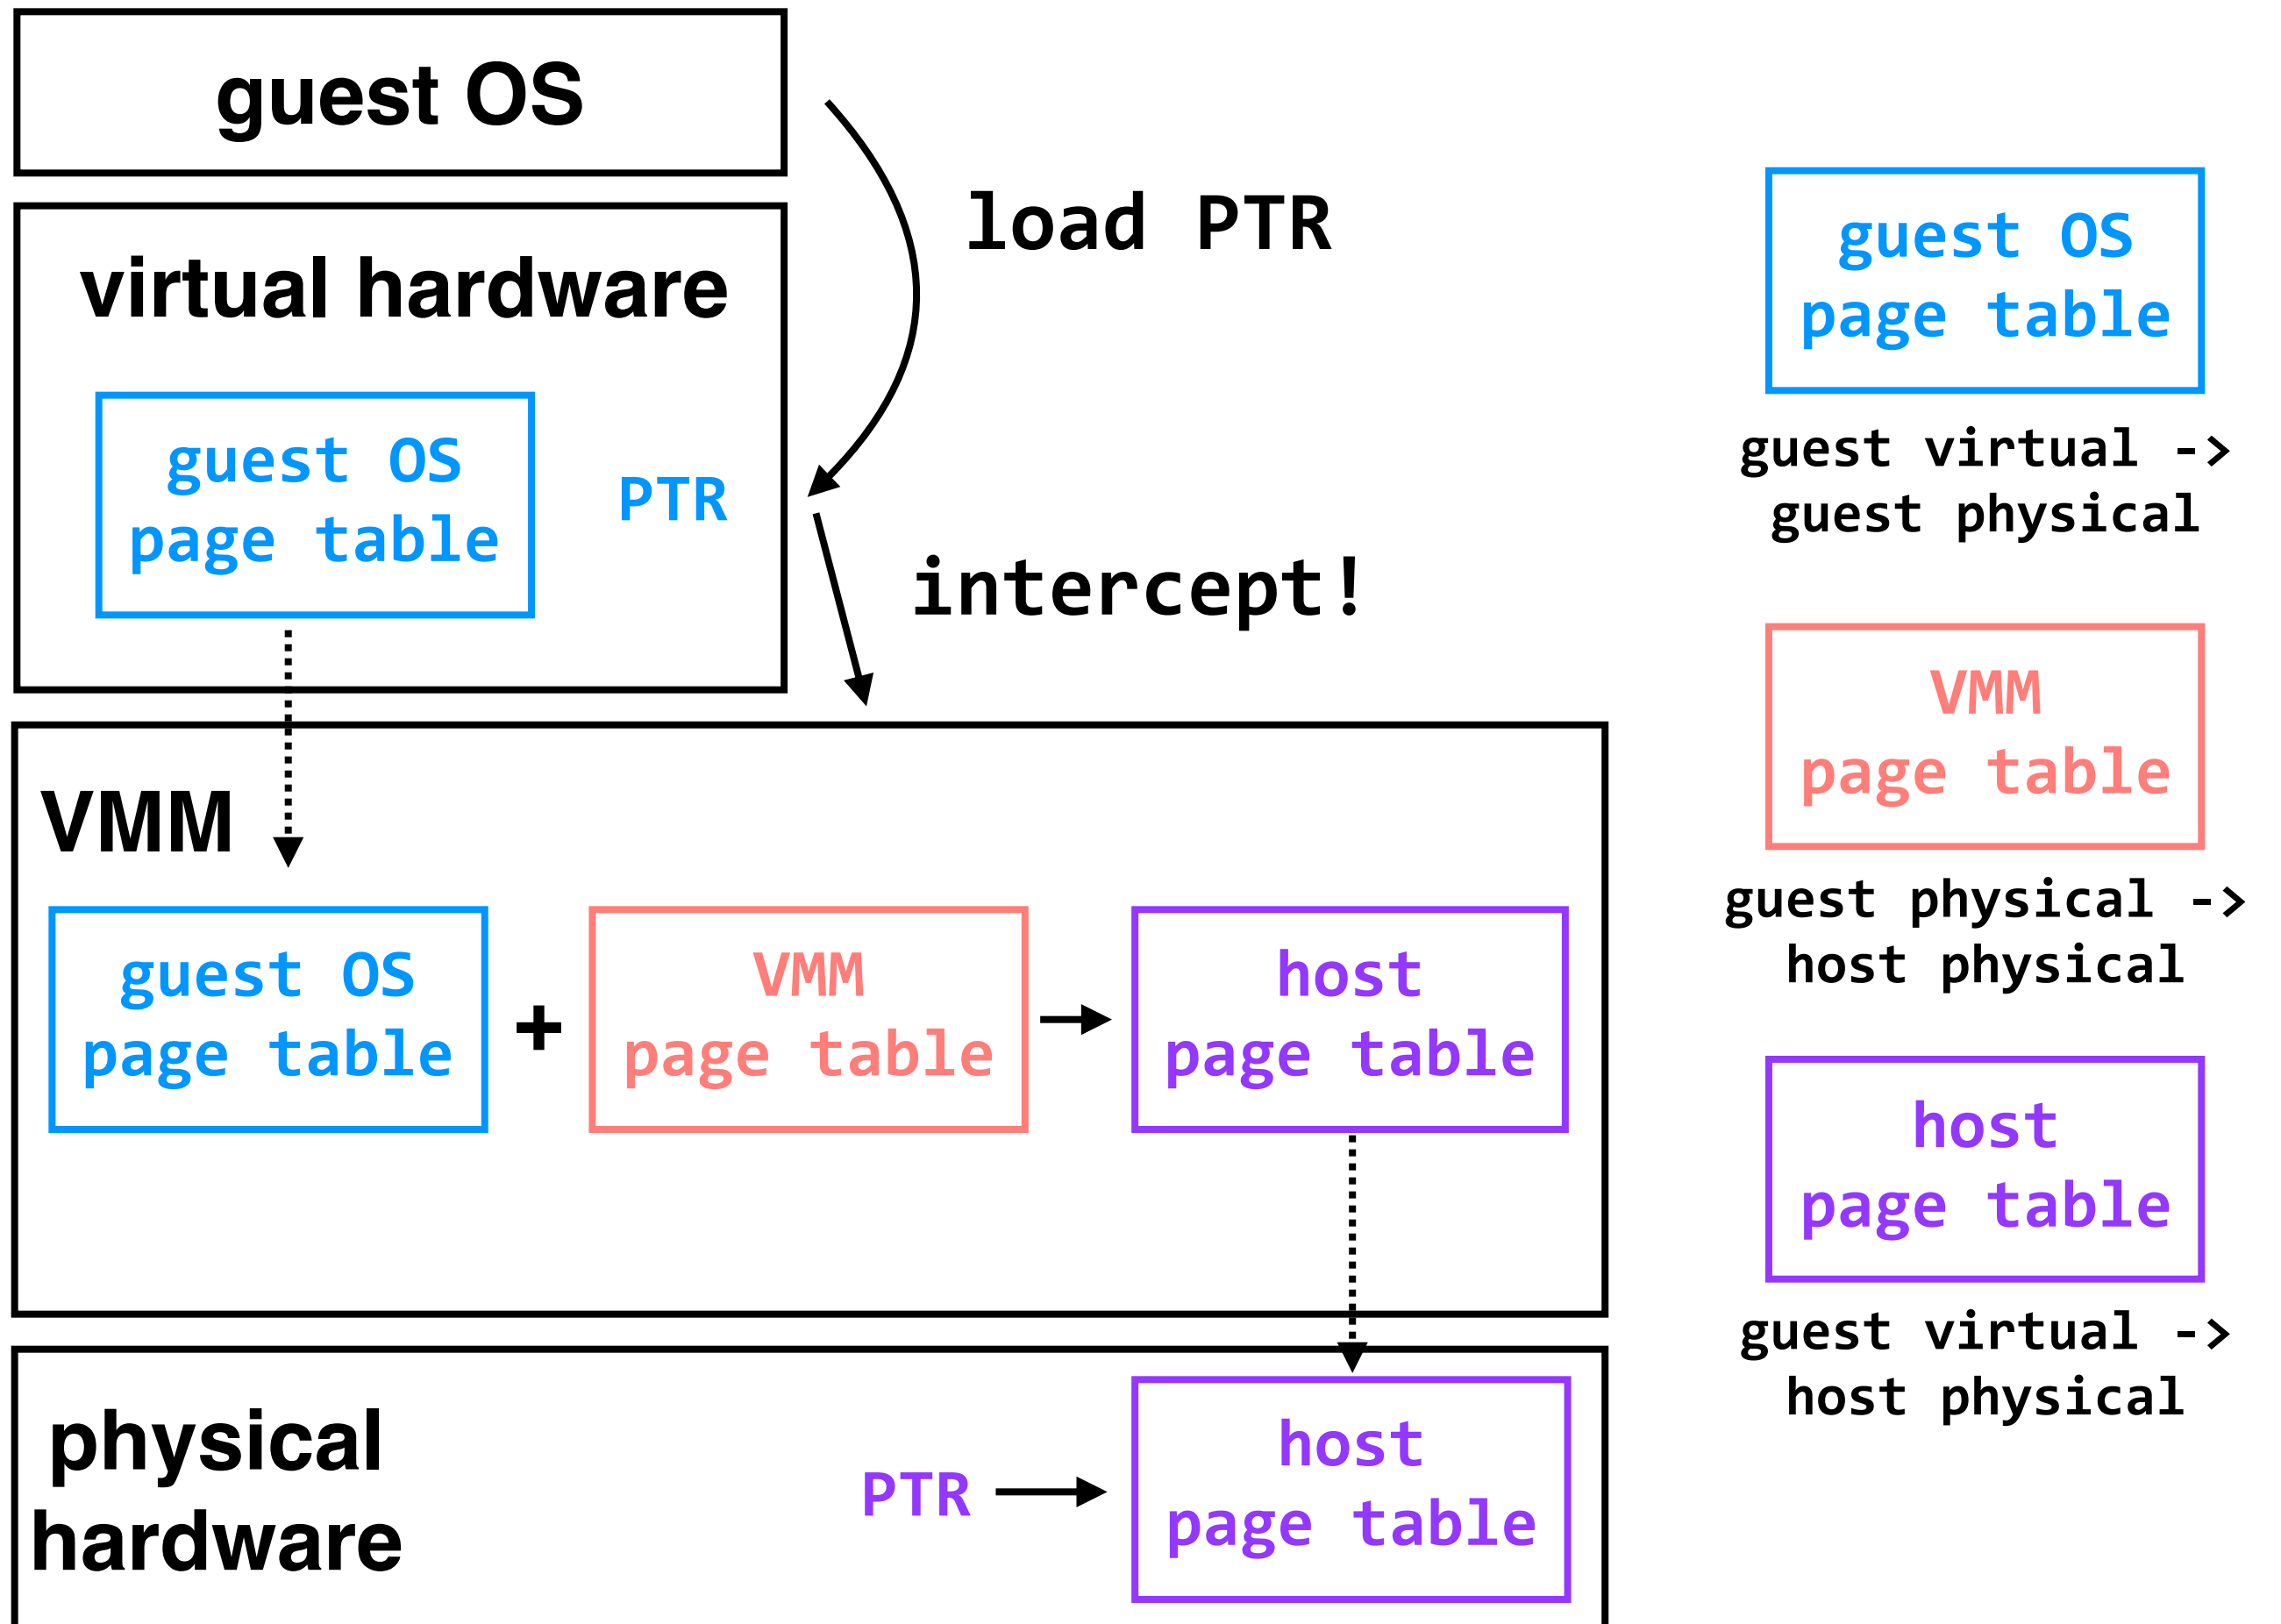 guest OS
virtual hardware
guest OS
page table
PTR
load PTR
intercept!
VMM
guest OS
page table
+
VMM
page table
host
page table
physical
hardware
PTR
host
page table
guest OS
page table
guest virtual ->
guest physical
VMM
page table
guest physical ->
host physical
host
page table
guest virtual ->
host physical